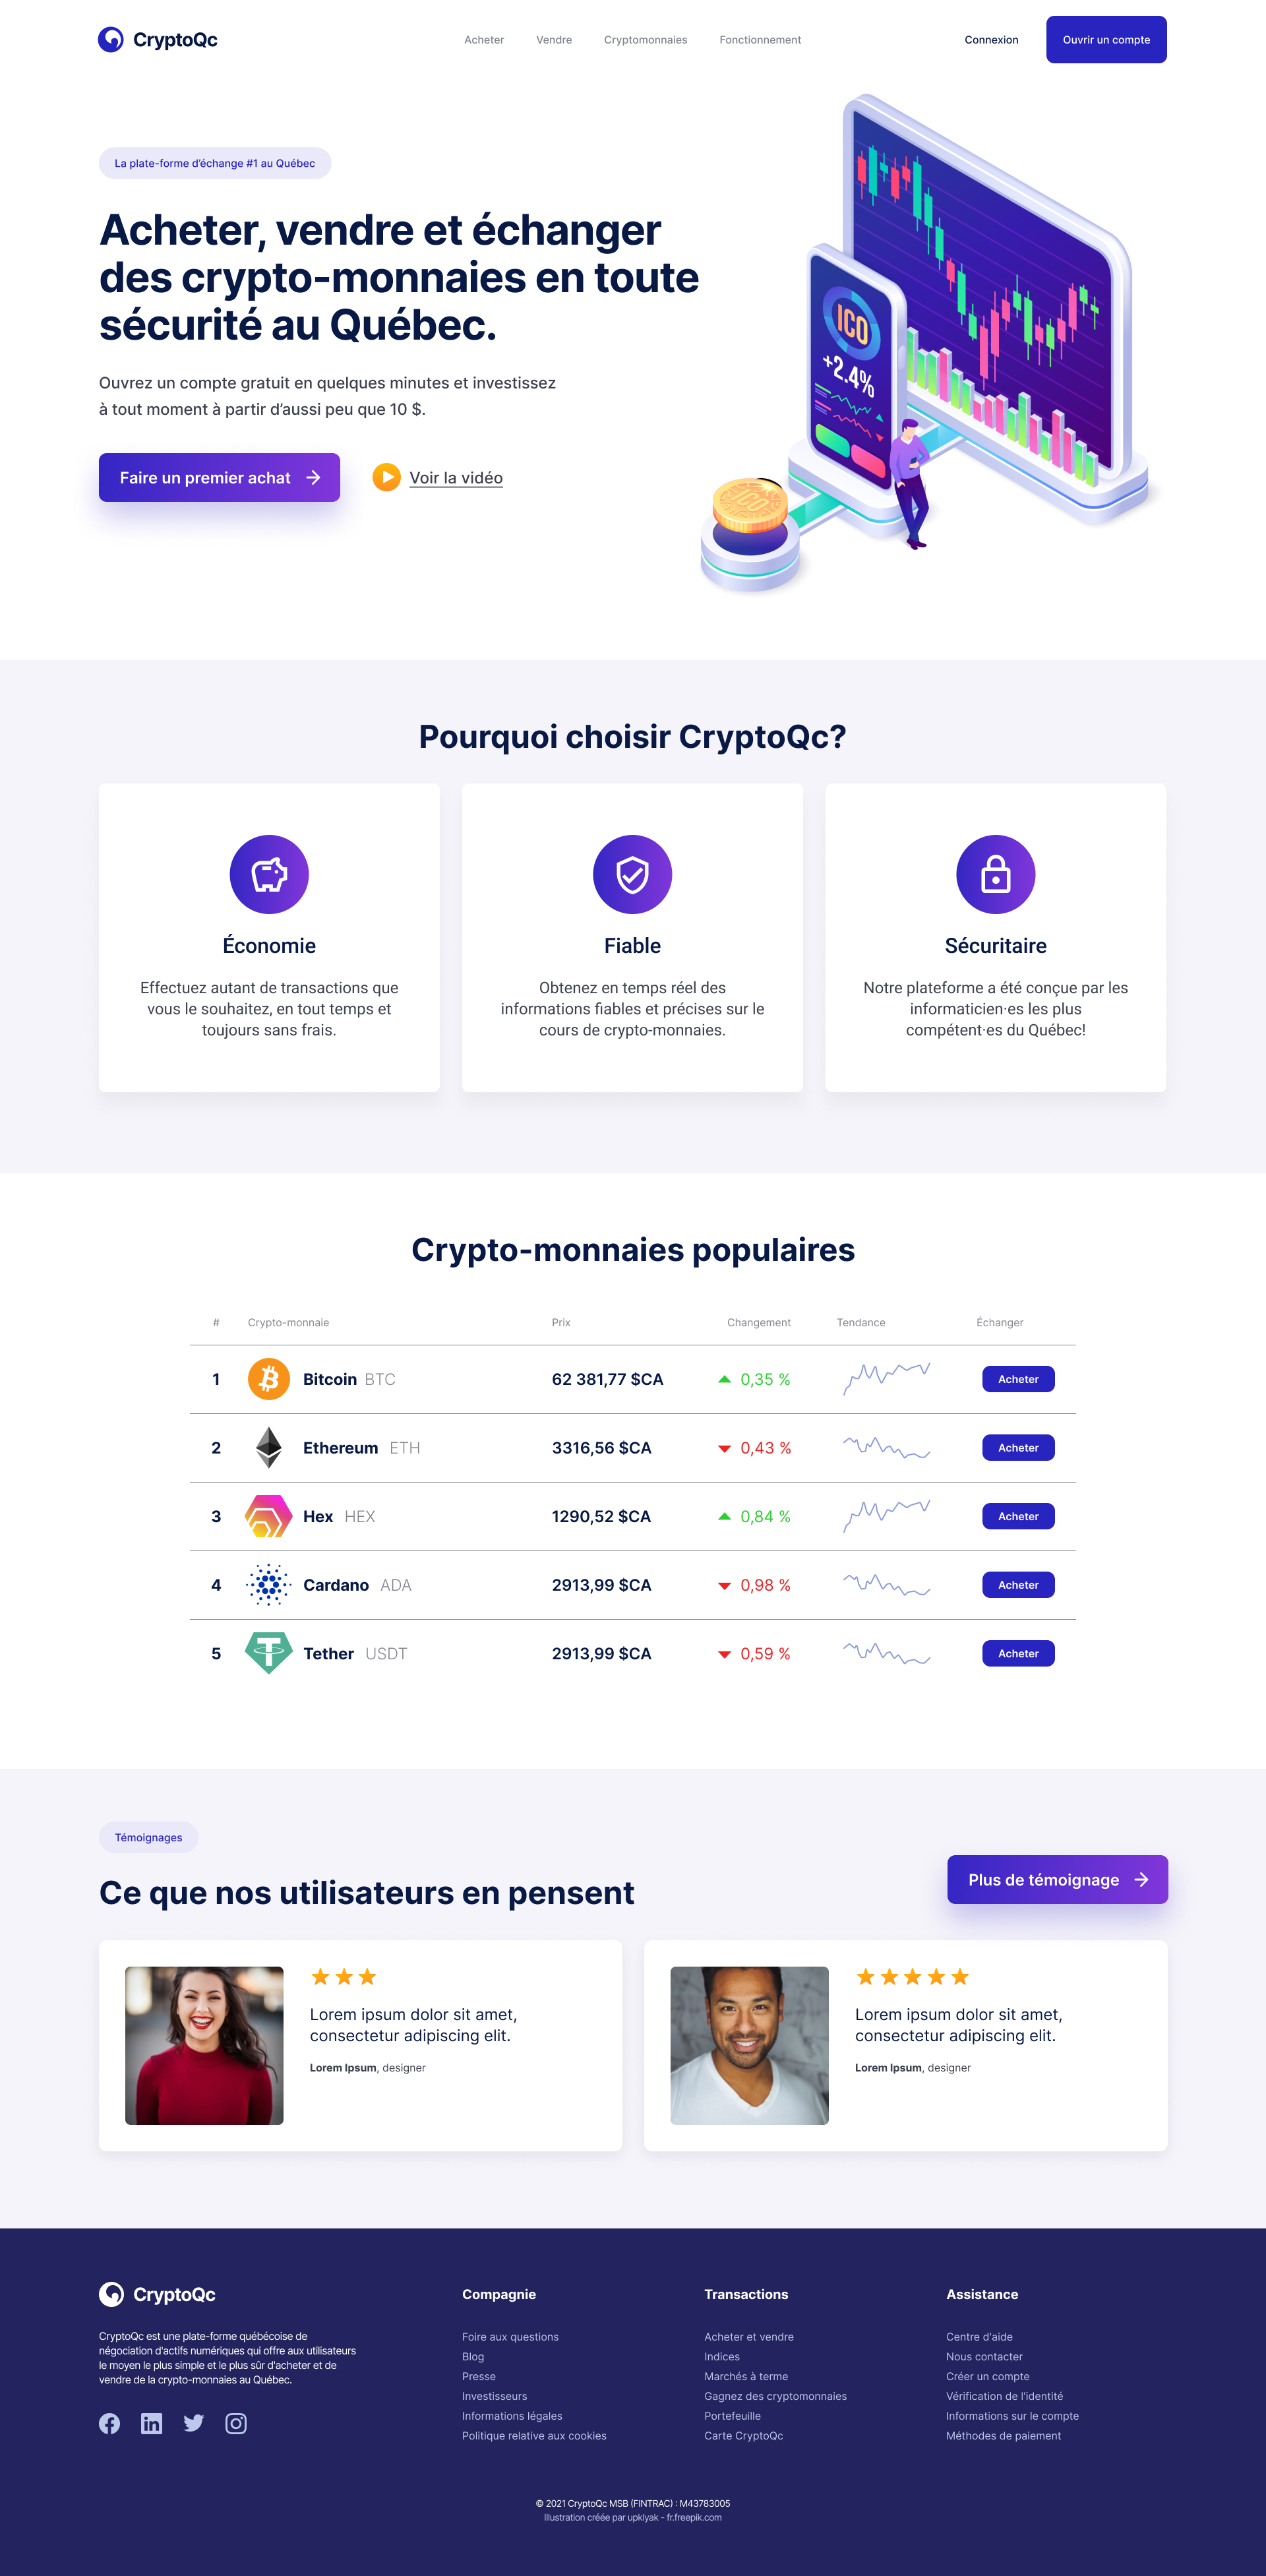 CryptoQc
Acheter
Vendre
Cryptomonnaies
Fonctionnement
Connexion
Ouvrir un compte
La plate-forme d'échange #1 au Québec
Acheter, vendre et échanger
des crypto-monnaies en toute
sécurité au Québec.
Ouvrez un compte gratuit en quelques minutes et investissez
à tout moment à partir d'aussi peu que 10 $.
Faire un premier achat
Voir la vidéo
ICO
+2.4%
ICO
Pourquoi choisir CryptoQc?
Économie
Effectuez autant de transactions que
vous le souhaitez, en tout temps et
toujours sans frais.
Fiable
Obtenez en temps réel des
informations fiables et précises sur le
cours de crypto-monnaies.
Sécuritaire
Notre plateforme a été conçue par les
informaticien·es les plus
compétent·es du Québec!
Crypto-monnaies populaires
# Crypto-monnaie Prix Changement Tendance Échanger
1 Bitcoin BTC 62 381,77 $CA 0,35 % Acheter
2 Ethereum ETH 3316,56 $CA 0,43 % Acheter
3 Hex HEX 1290,52 $CA 0,84 % Acheter
4 Cardano ADA 2913,99 $CA 0,98 % Acheter
5 Tether USDT 2913,99 $CA 0,59 % Acheter
Témoignages
Ce que nos utilisateurs en pensent
Plus de témoignage
Lorem ipsum dolor sit amet,
consectetur adipiscing elit.
Lorem Ipsum, designer
Lorem ipsum dolor sit amet,
consectetur adipiscing elit.
Lorem Ipsum, designer
CryptoQc
CryptoQc est une plate-forme québécoise de
négociation d'actifs numériques qui offre aux utilisateurs
le moyen le plus simple et le plus sûr d'acheter et de
vendre de la crypto-monnaies au Québec.
Compagnie
Foire aux questions
Blog
Presse
Investisseurs
Informations légales
Politique relative aux cookies
Transactions
Acheter et vendre
Indices
Marchés à terme
Gagnez des cryptomonnaies
Portefeuille
Carte CryptoQc
Assistance
Centre d'aide
Nous contacter
Créer un compte
Vérification de l'identité
Informations sur le compte
Méthodes de paiement
© 2021 CryptoQc MSB (FINTRAC) : M43783005
Illustration créée par upklyak - fr.freepik.com